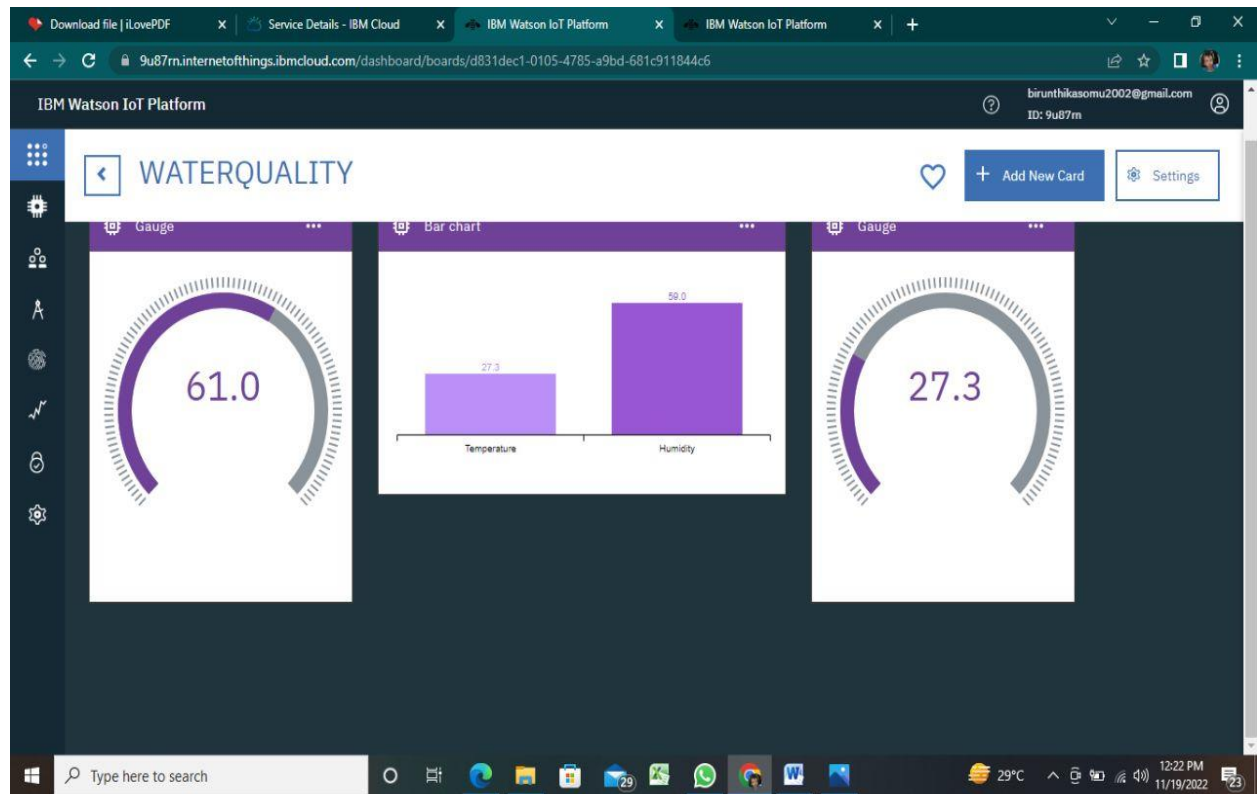 Download file | iLovePDF
Service Details - IBM Cloud
IBM Watson IoT Platform
IBM Watson IoT Platform
9u87rn.internetofthings.ibmcloud.com/dashboard/boards/d831dec1-0105-4785-a9bd-681c911844c6
IBM Watson IoT Platform
birunthikasomu2002@gmail.com
ID: 9u87rn
WATERQUALITY
+ Add New Card
Settings
Gauge
Bar chart
Gauge
61.0
27.3
59.0
Temperature
Humidity
27.3
Type here to search
29
29°C
12:22 PM
11/19/2022
23